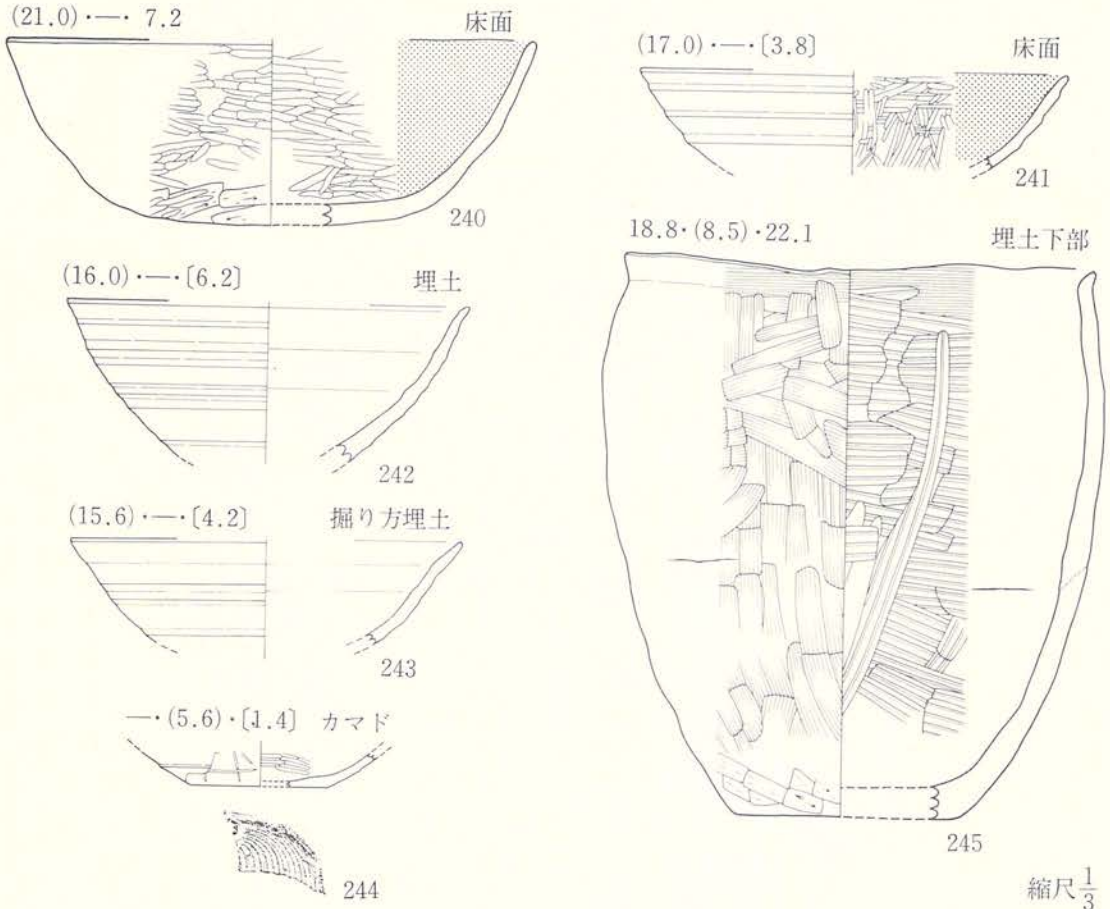 (21.0)・—・ 7.2 床面
240
(16.0)・—・〔6.2〕 埋土
242
(15.6)・—・〔4.2〕 掘り方埋土
243
—・(5.6)・〔1.4〕 カマド
244
(17.0)・—・〔3.8〕 床面
241
18.8・(8.5)・22.1 埋土下部
245
縮尺 1/3